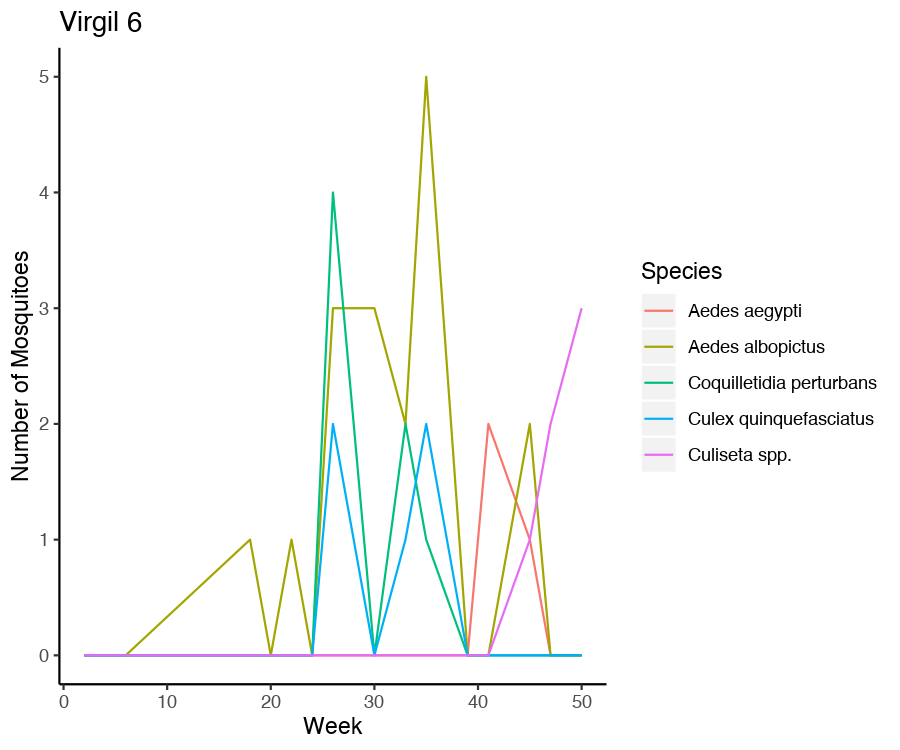 Virgil 6
Number of Mosquitoes
5
4
3
2
1
0
0 10 20 30 40 50
Week
Species
Aedes aegypti
Aedes albopictus
Coquilletidia perturbans
Culex quinquefasciatus
Culiseta spp.